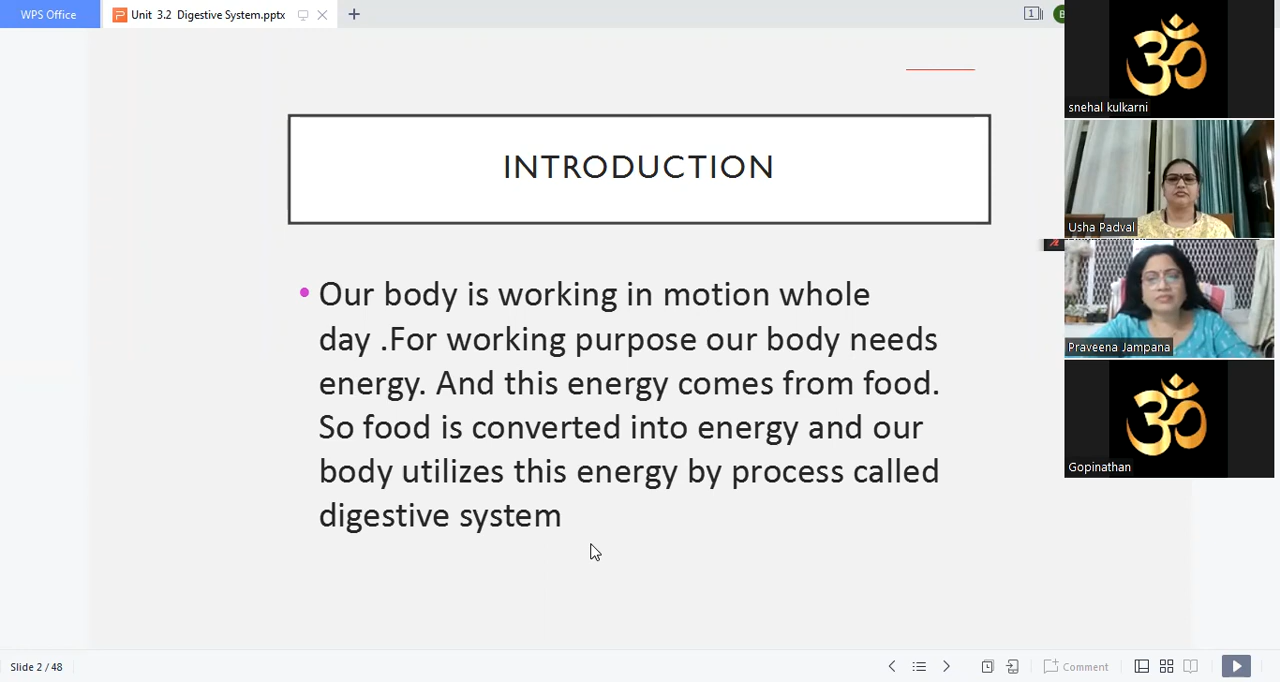 WPS Office
Unit 3.2 Digestive System.pptx
1
INTRODUCTION
• Our body is working in motion whole
day .For working purpose our body needs
energy. And this energy comes from food.
So food is converted into energy and our
body utilizes this energy by process called
digestive system
snehal kulkarni
Usha Padval
Praveena Jampana
Gopinathan
Slide 2 / 48
Comment